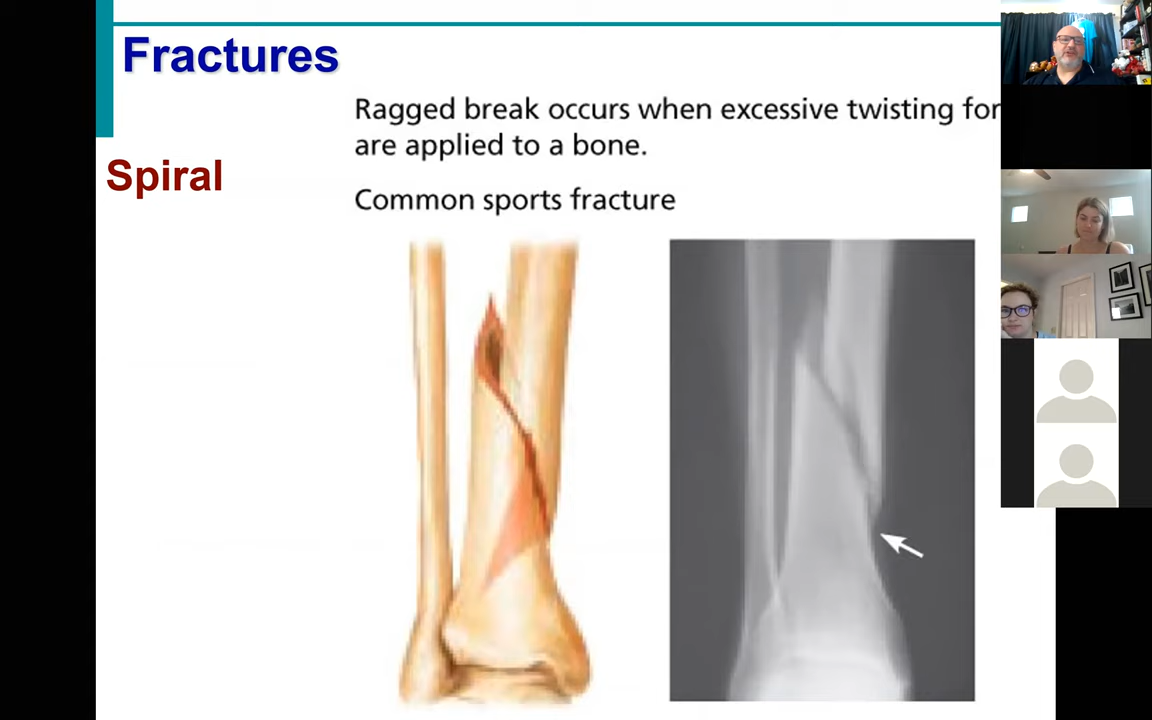 Fractures
Ragged break occurs when excessive twisting for
are applied to a bone.
Spiral
Common sports fracture